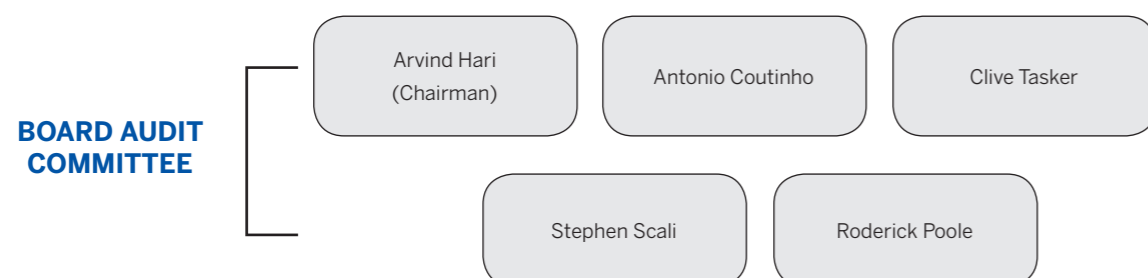 BOARD AUDIT
COMMITTEE
Arvind Hari
(Chairman)
Antonio Coutinho
Clive Tasker
Stephen Scali
Roderick Poole